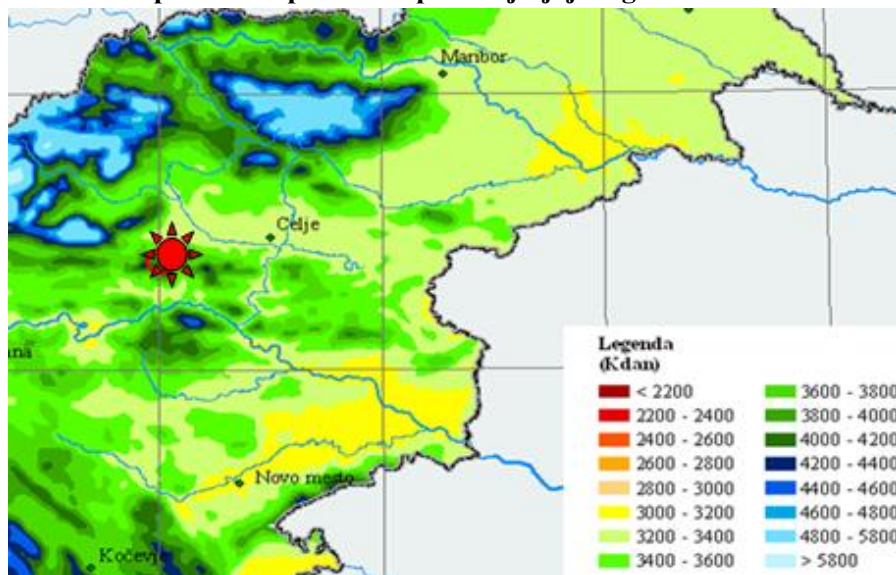 Maribor
Celje
Novo mesto
Kočevje
Legenda
(Kdan)
< 2200
2200 - 2400
2400 - 2600
2600 - 2800
2800 - 3000
3000 - 3200
3200 - 3400
3400 - 3600
3600 - 3800
3800 - 4000
4000 - 4200
4200 - 4400
4400 - 4600
4600 - 4800
4800 - 5800
> 5800